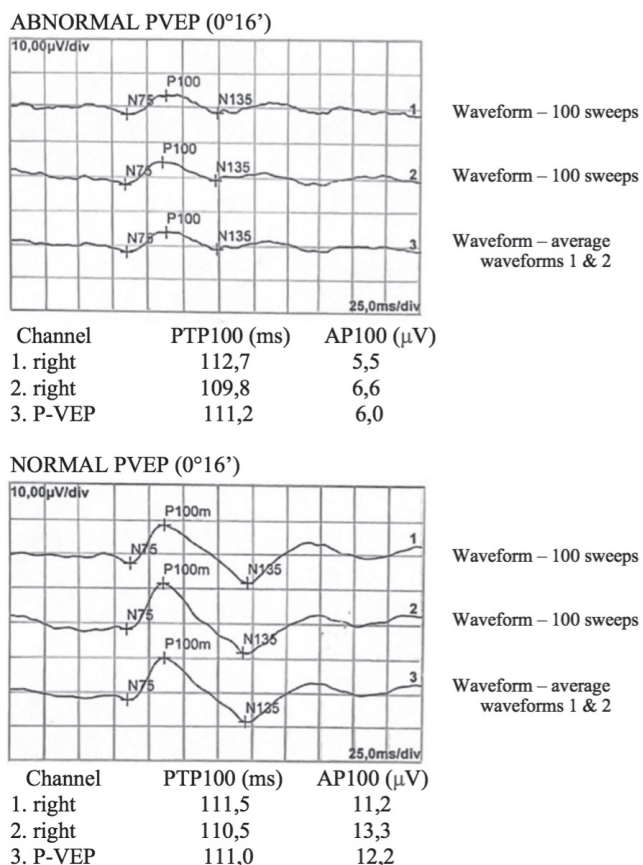 ABNORMAL PVEP (0°16’)
10,00µV/div
P100
N75
N135
1
Waveform – 100 sweeps
P100
N75
N135
2
Waveform – 100 sweeps
P100
N75
N135
3
Waveform – average
waveforms 1 & 2
25,0ms/div
Channel PTP100 (ms) AP100 (µV)
1. right 112,7 5,5
2. right 109,8 6,6
3. P-VEP 111,2 6,0
NORMAL PVEP (0°16’)
10,00µV/div
P100m
N75
N135
1
Waveform – 100 sweeps
P100m
N75
N135
2
Waveform – 100 sweeps
P100m
N75
N135
3
Waveform – average
waveforms 1 & 2
25,0ms/div
Channel PTP100 (ms) AP100 (µV)
1. right 111,5 11,2
2. right 110,5 13,3
3. P-VEP 111,0 12,2